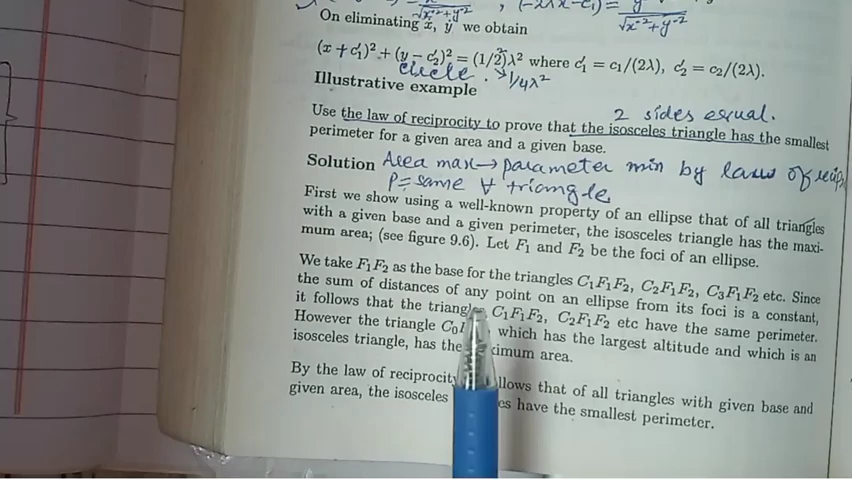 On eliminating x, y we obtain
(x + c₁′)² + (y − c₂′)² = (1/2)λ² where c₁′ = c₁/(2λ), c₂′ = c₂/(2λ).
circle. → 1/4λ²
Illustrative example
2 sides equal.
Use the law of reciprocity to prove that the isosceles triangle has the smallest
perimeter for a given area and a given base.
Solution Area max → parameter min by laws of
P = same ∀ triangle
First we show using a well-known property of an ellipse that of all triangles
with a given base and a given perimeter, the isosceles triangle has the maxi-
mum area; (see figure 9.6). Let F₁ and F₂ be the foci of an ellipse.
We take F₁F₂ as the base for the triangles C₁F₁F₂, C₂F₁F₂, C₃F₁F₂ etc. Since
the sum of distances of any point on an ellipse from its foci is a constant,
it follows that the triangles C₁F₁F₂, C₂F₁F₂ etc have the same perimeter.
However the triangle which has the largest altitude and which is an
isosceles triangle, has the area.
By the law of reciprocity that of all triangles with given base and
given area, the isosceles have the smallest perimeter.